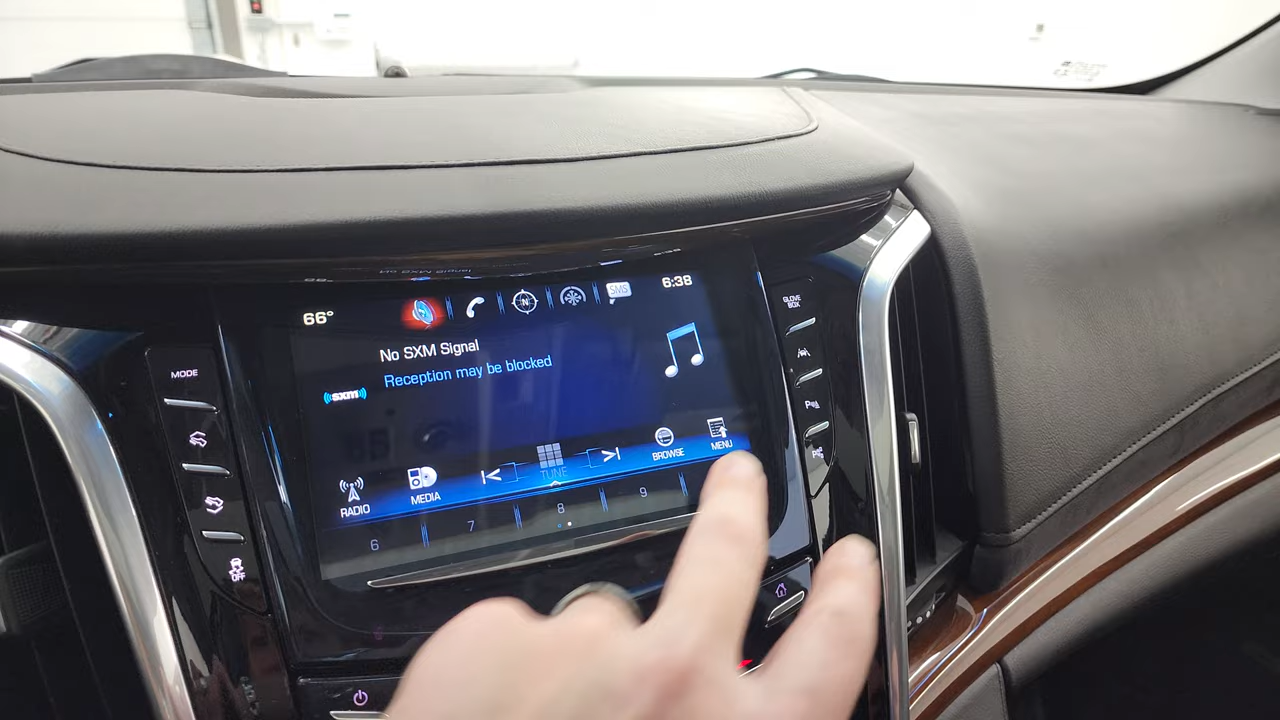 66°
N
SMS
6:38
No SXM Signal
Reception may be blocked
((sxm))
RADIO
MEDIA
TUNE
BROWSE
MENU
6
7
8
9
MODE
OFF
GLOVE
BOX